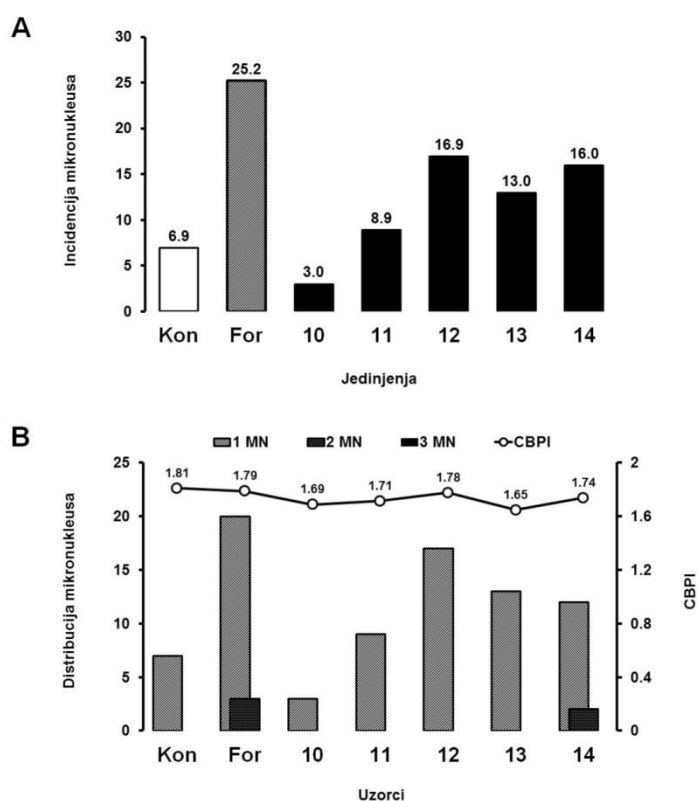 A
Incidencija mikronukleusa
30
25
20
15
10
5
0
6.9
25.2
3.0
8.9
16.9
13.0
16.0
Kon For 10 11 12 13 14
Jedinjenja
B
1 MN 2 MN 3 MN CBPI
Distribucija mikronukleusa
25
20
15
10
5
0
1.81 1.79 1.69 1.71 1.78 1.65 1.74
2
1.6
1.2
0.8
0.4
0
CBPI
Kon For 10 11 12 13 14
Uzorci